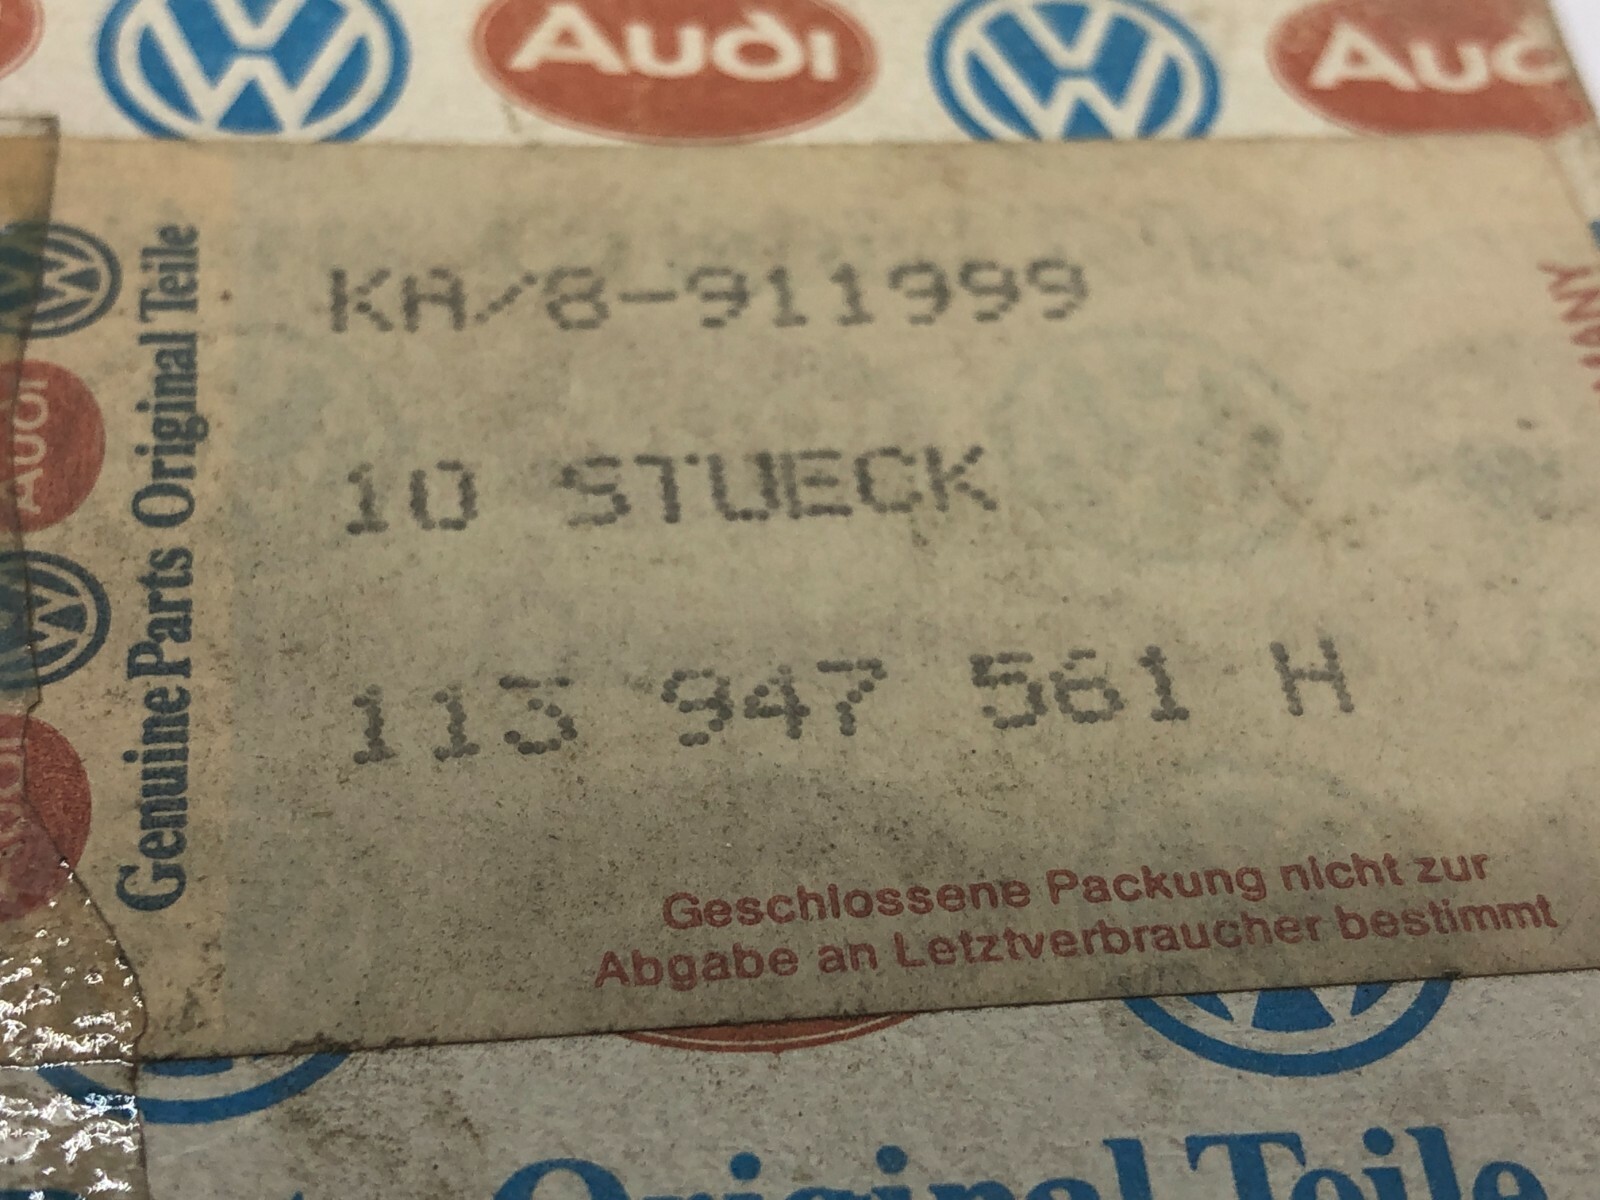 Audi
Audi
KA/8-911999
10 STUECK
113 947 561 H
Geschlossene Packung nicht zur
Abgabe an Letztverbraucher bestimmt
Genuine Parts Original Teile
AUDI
Original Teile